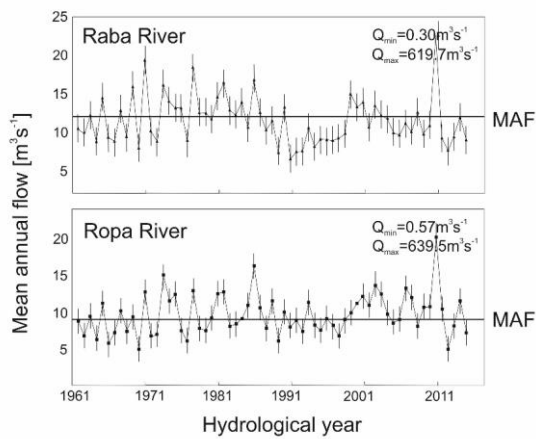 Raba River
Qmin=0.30m³s⁻¹
Qmax=619.7m³s⁻¹
25
20
15
10
5
MAF
Mean annual flow [m³s⁻¹]
Ropa River
Qmin=0.57m³s⁻¹
Qmax=639.5m³s⁻¹
20
15
10
5
0
MAF
1961 1971 1981 1991 2001 2011
Hydrological year